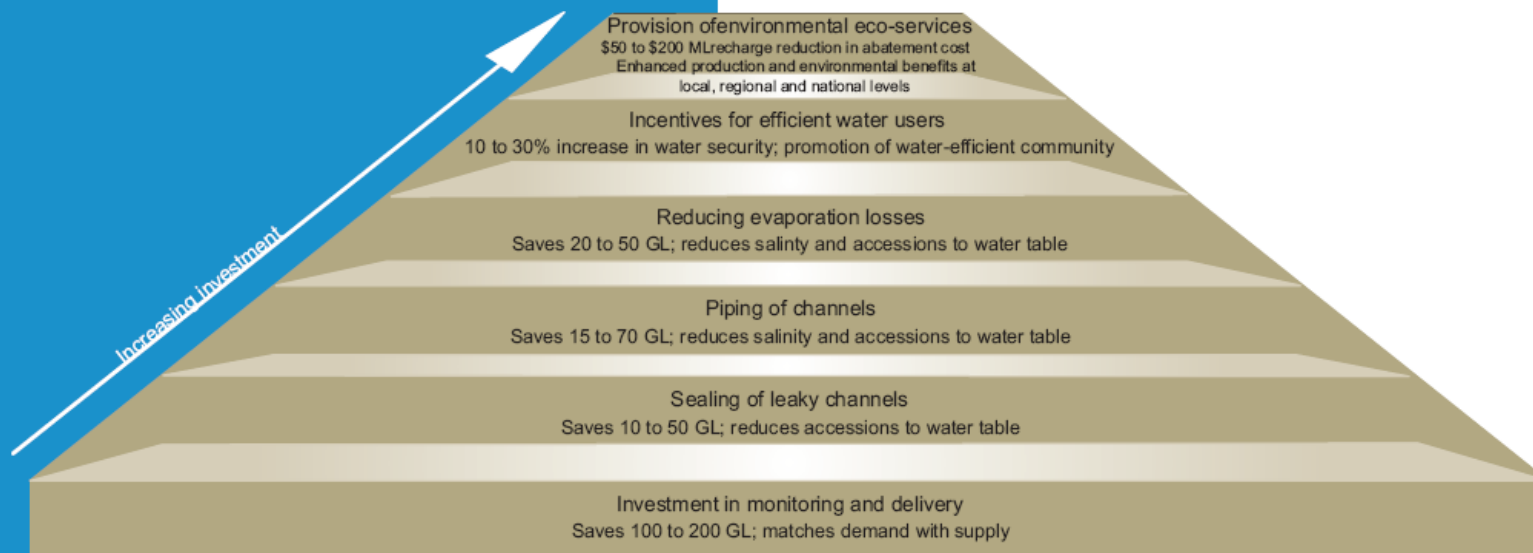 Provision ofenvironmental eco-services
$50 to $200 MLrecharge reduction in abatement cost
Enhanced production and environmental benefits at
local, regional and national levels
Incentives for efficient water users
10 to 30% increase in water security; promotion of water-efficient community
Reducing evaporation losses
Saves 20 to 50 GL; reduces salinty and accessions to water table
Increasing investment
Piping of channels
Saves 15 to 70 GL; reduces salinity and accessions to water table
Sealing of leaky channels
Saves 10 to 50 GL; reduces accessions to water table
Investment in monitoring and delivery
Saves 100 to 200 GL; matches demand with supply